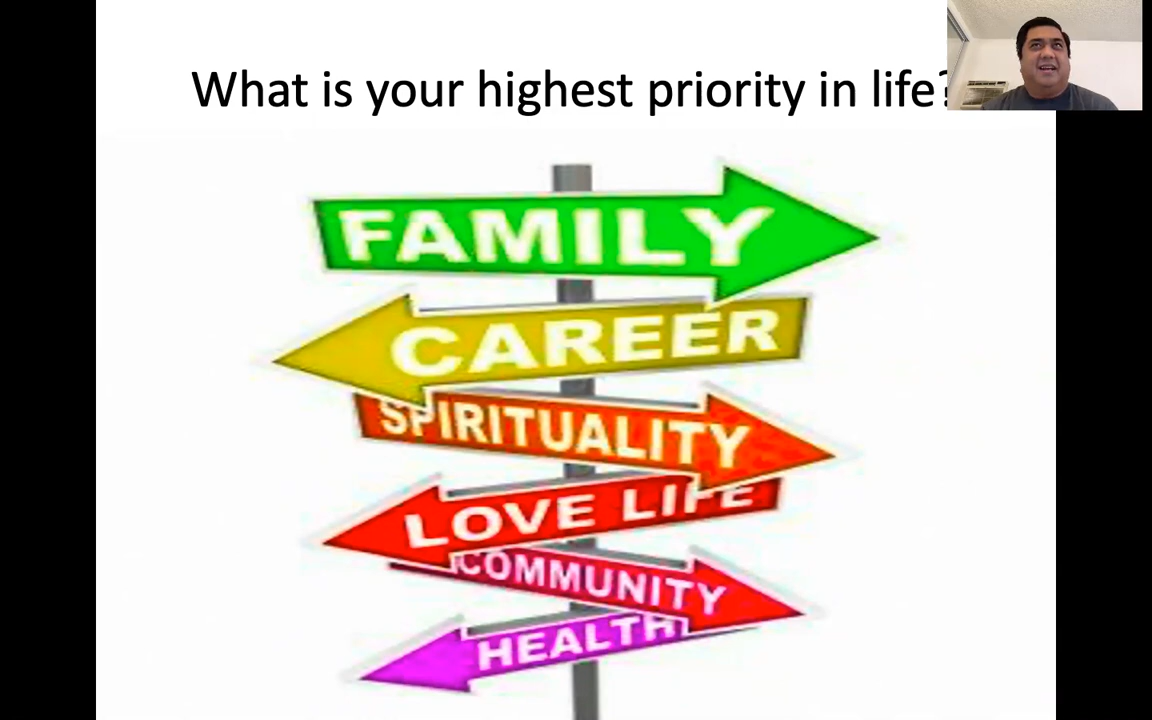 What is your highest priority in life?
FAMILY
CAREER
SPIRITUALITY
LOVE LIFE
COMMUNITY
HEALTH